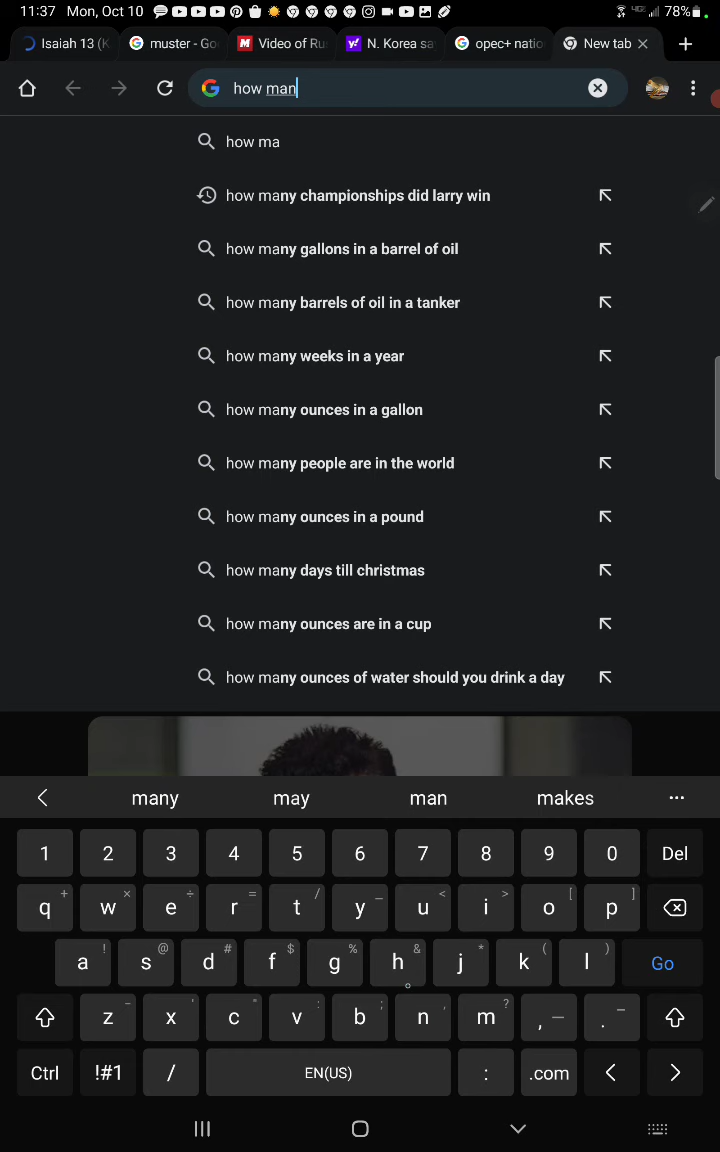 11:37 Mon, Oct 10 78%
Isaiah 13 (K muster - Go Video of Ru N. Korea sa opec+ natio New tab
how man
how ma
how many championships did larry win
how many gallons in a barrel of oil
how many barrels of oil in a tanker
how many weeks in a year
how many ounces in a gallon
how many people are in the world
how many ounces in a pound
how many days till christmas
how many ounces are in a cup
how many ounces of water should you drink a day
many may man makes ...
1 2 3 4 5 6 7 8 9 0 Del
+ × ÷ = / _ < > [ ]
q w e r t y u i o p
! @ # $ % & * ( )
a s d f g h j k l Go
- ' " : ; , ?
z x c v b n m , .
Ctrl !#1 / EN(US) : .com < >